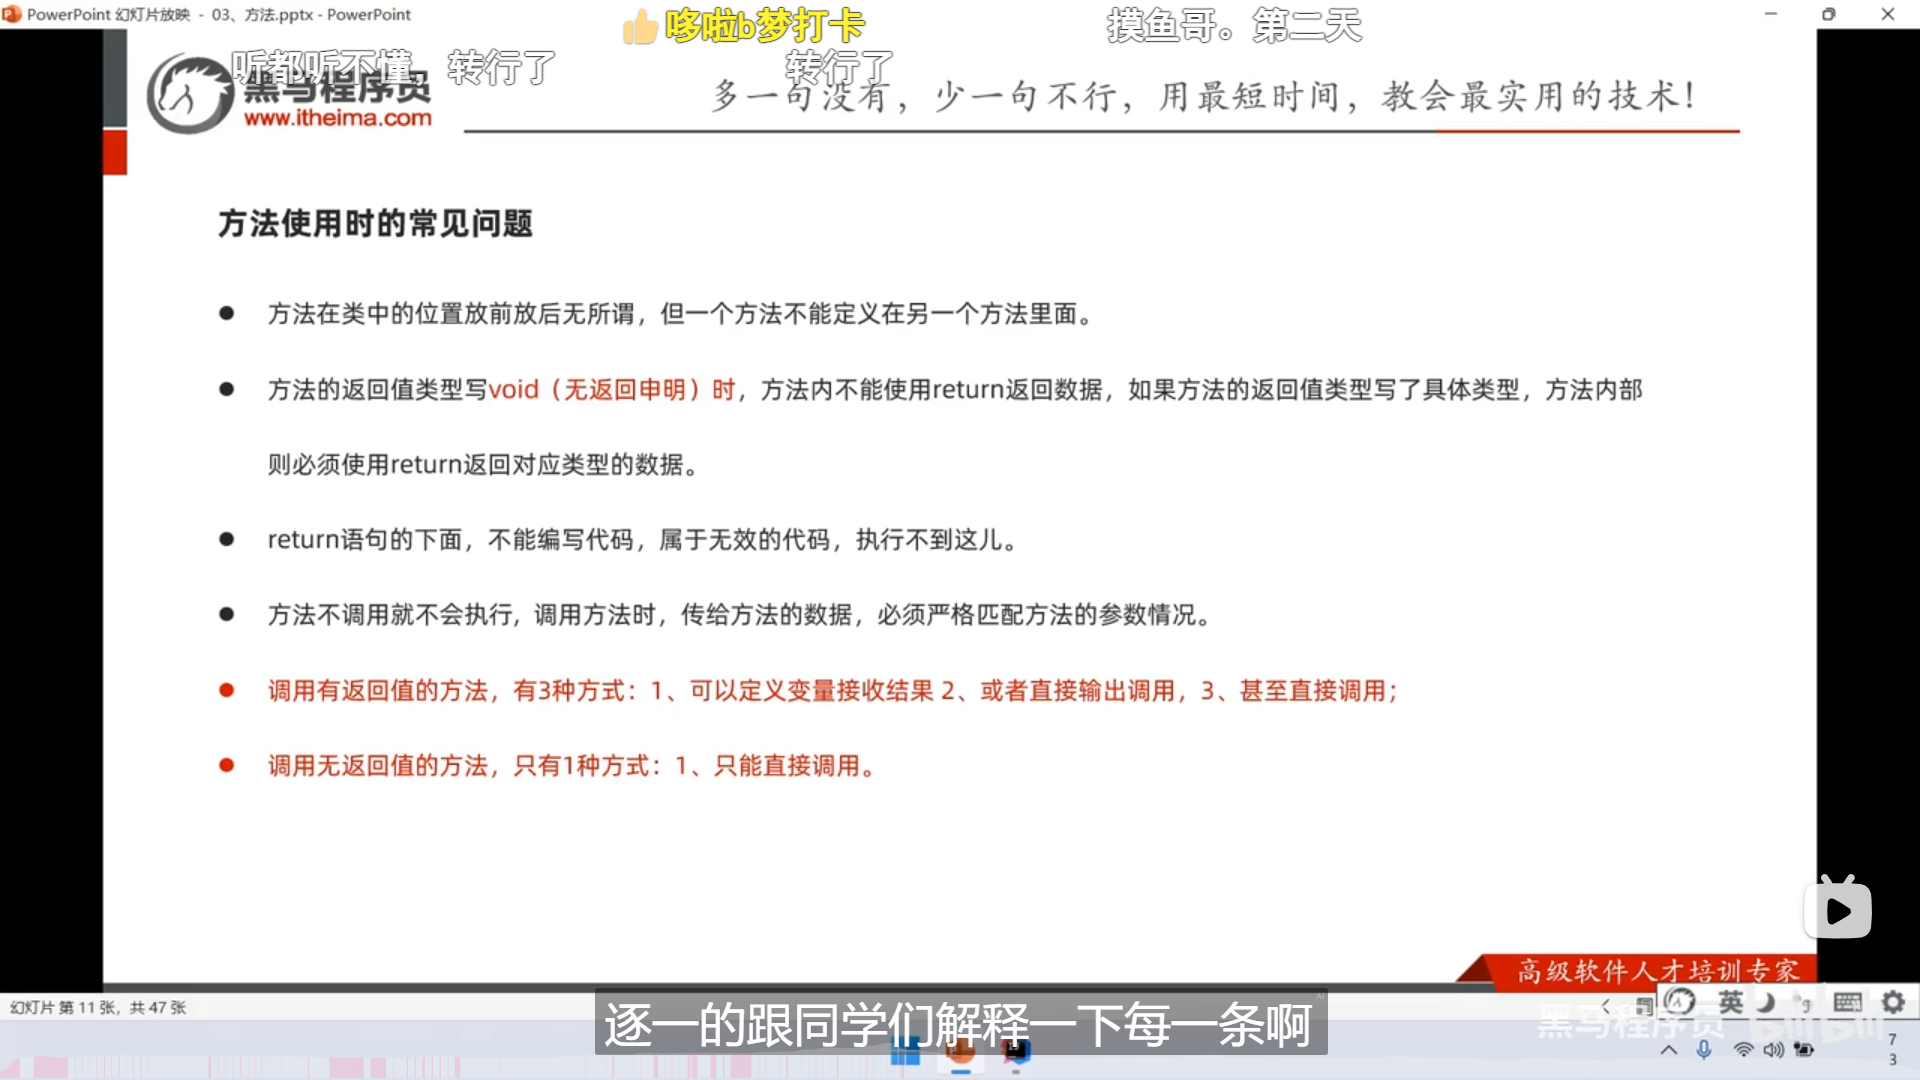 PowerPoint 幻灯片放映 - 03、方法.pptx - PowerPoint
哆啦b梦打卡
摸鱼哥。第二天
听都听不懂，转行了
转行了
黑马程序员
www.itheima.com
多一句没有，少一句不行，用最短时间，教会最实用的技术！
方法使用时的常见问题
方法在类中的位置放前放后无所谓，但一个方法不能定义在另一个方法里面。
方法的返回值类型写void（无返回申明）时，方法内不能使用return返回数据，如果方法的返回值类型写了具体类型，方法内部
则必须使用return返回对应类型的数据。
return语句的下面，不能编写代码，属于无效的代码，执行不到这儿。
方法不调用就不会执行, 调用方法时，传给方法的数据，必须严格匹配方法的参数情况。
调用有返回值的方法，有3种方式：1、可以定义变量接收结果 2、或者直接输出调用，3、甚至直接调用；
调用无返回值的方法，只有1种方式：1、只能直接调用。
高级软件人才培训专家
幻灯片 第 11 张，共 47 张
英
黑马程序员 bilibili
逐一的跟同学们解释一下每一条啊
7
3